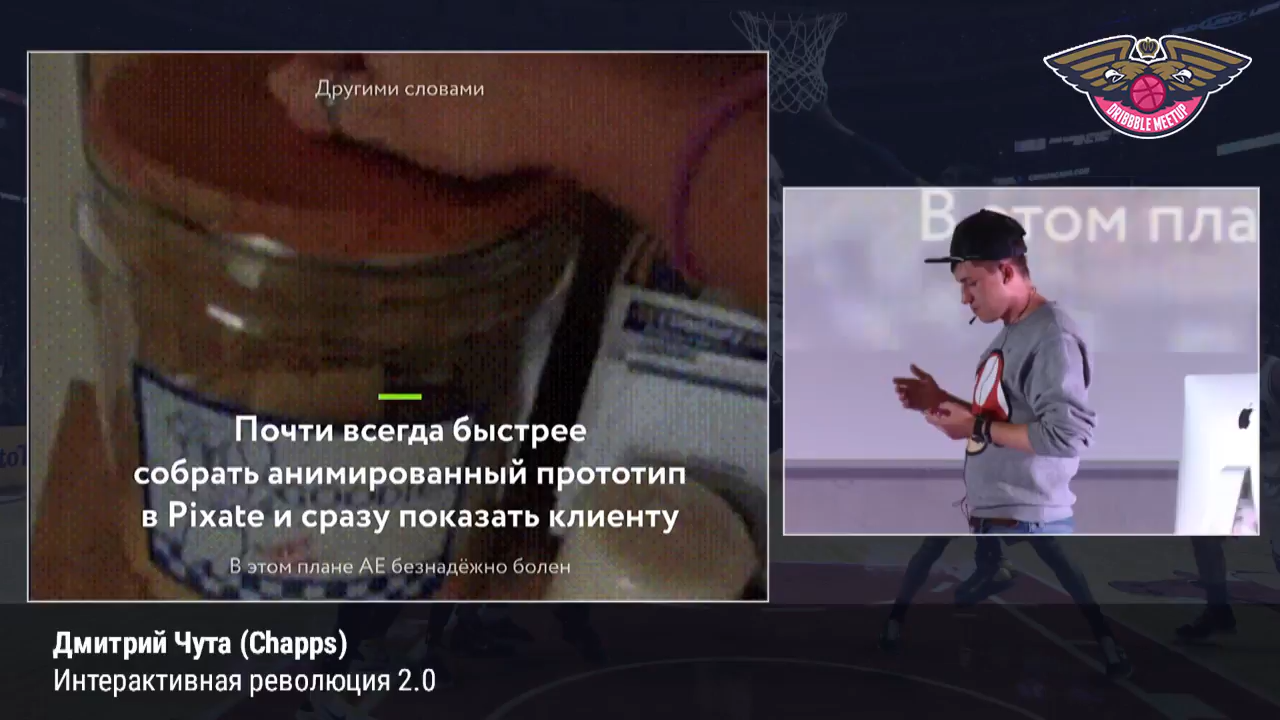 Другими словами
Почти всегда быстрее
собрать анимированный прототип
в Pixate и сразу показать клиенту
В этом плане AE безнадёжно болен
DRIBBBLE MEETUP
В этом пла
Дмитрий Чута (Chapps)
Интерактивная революция 2.0